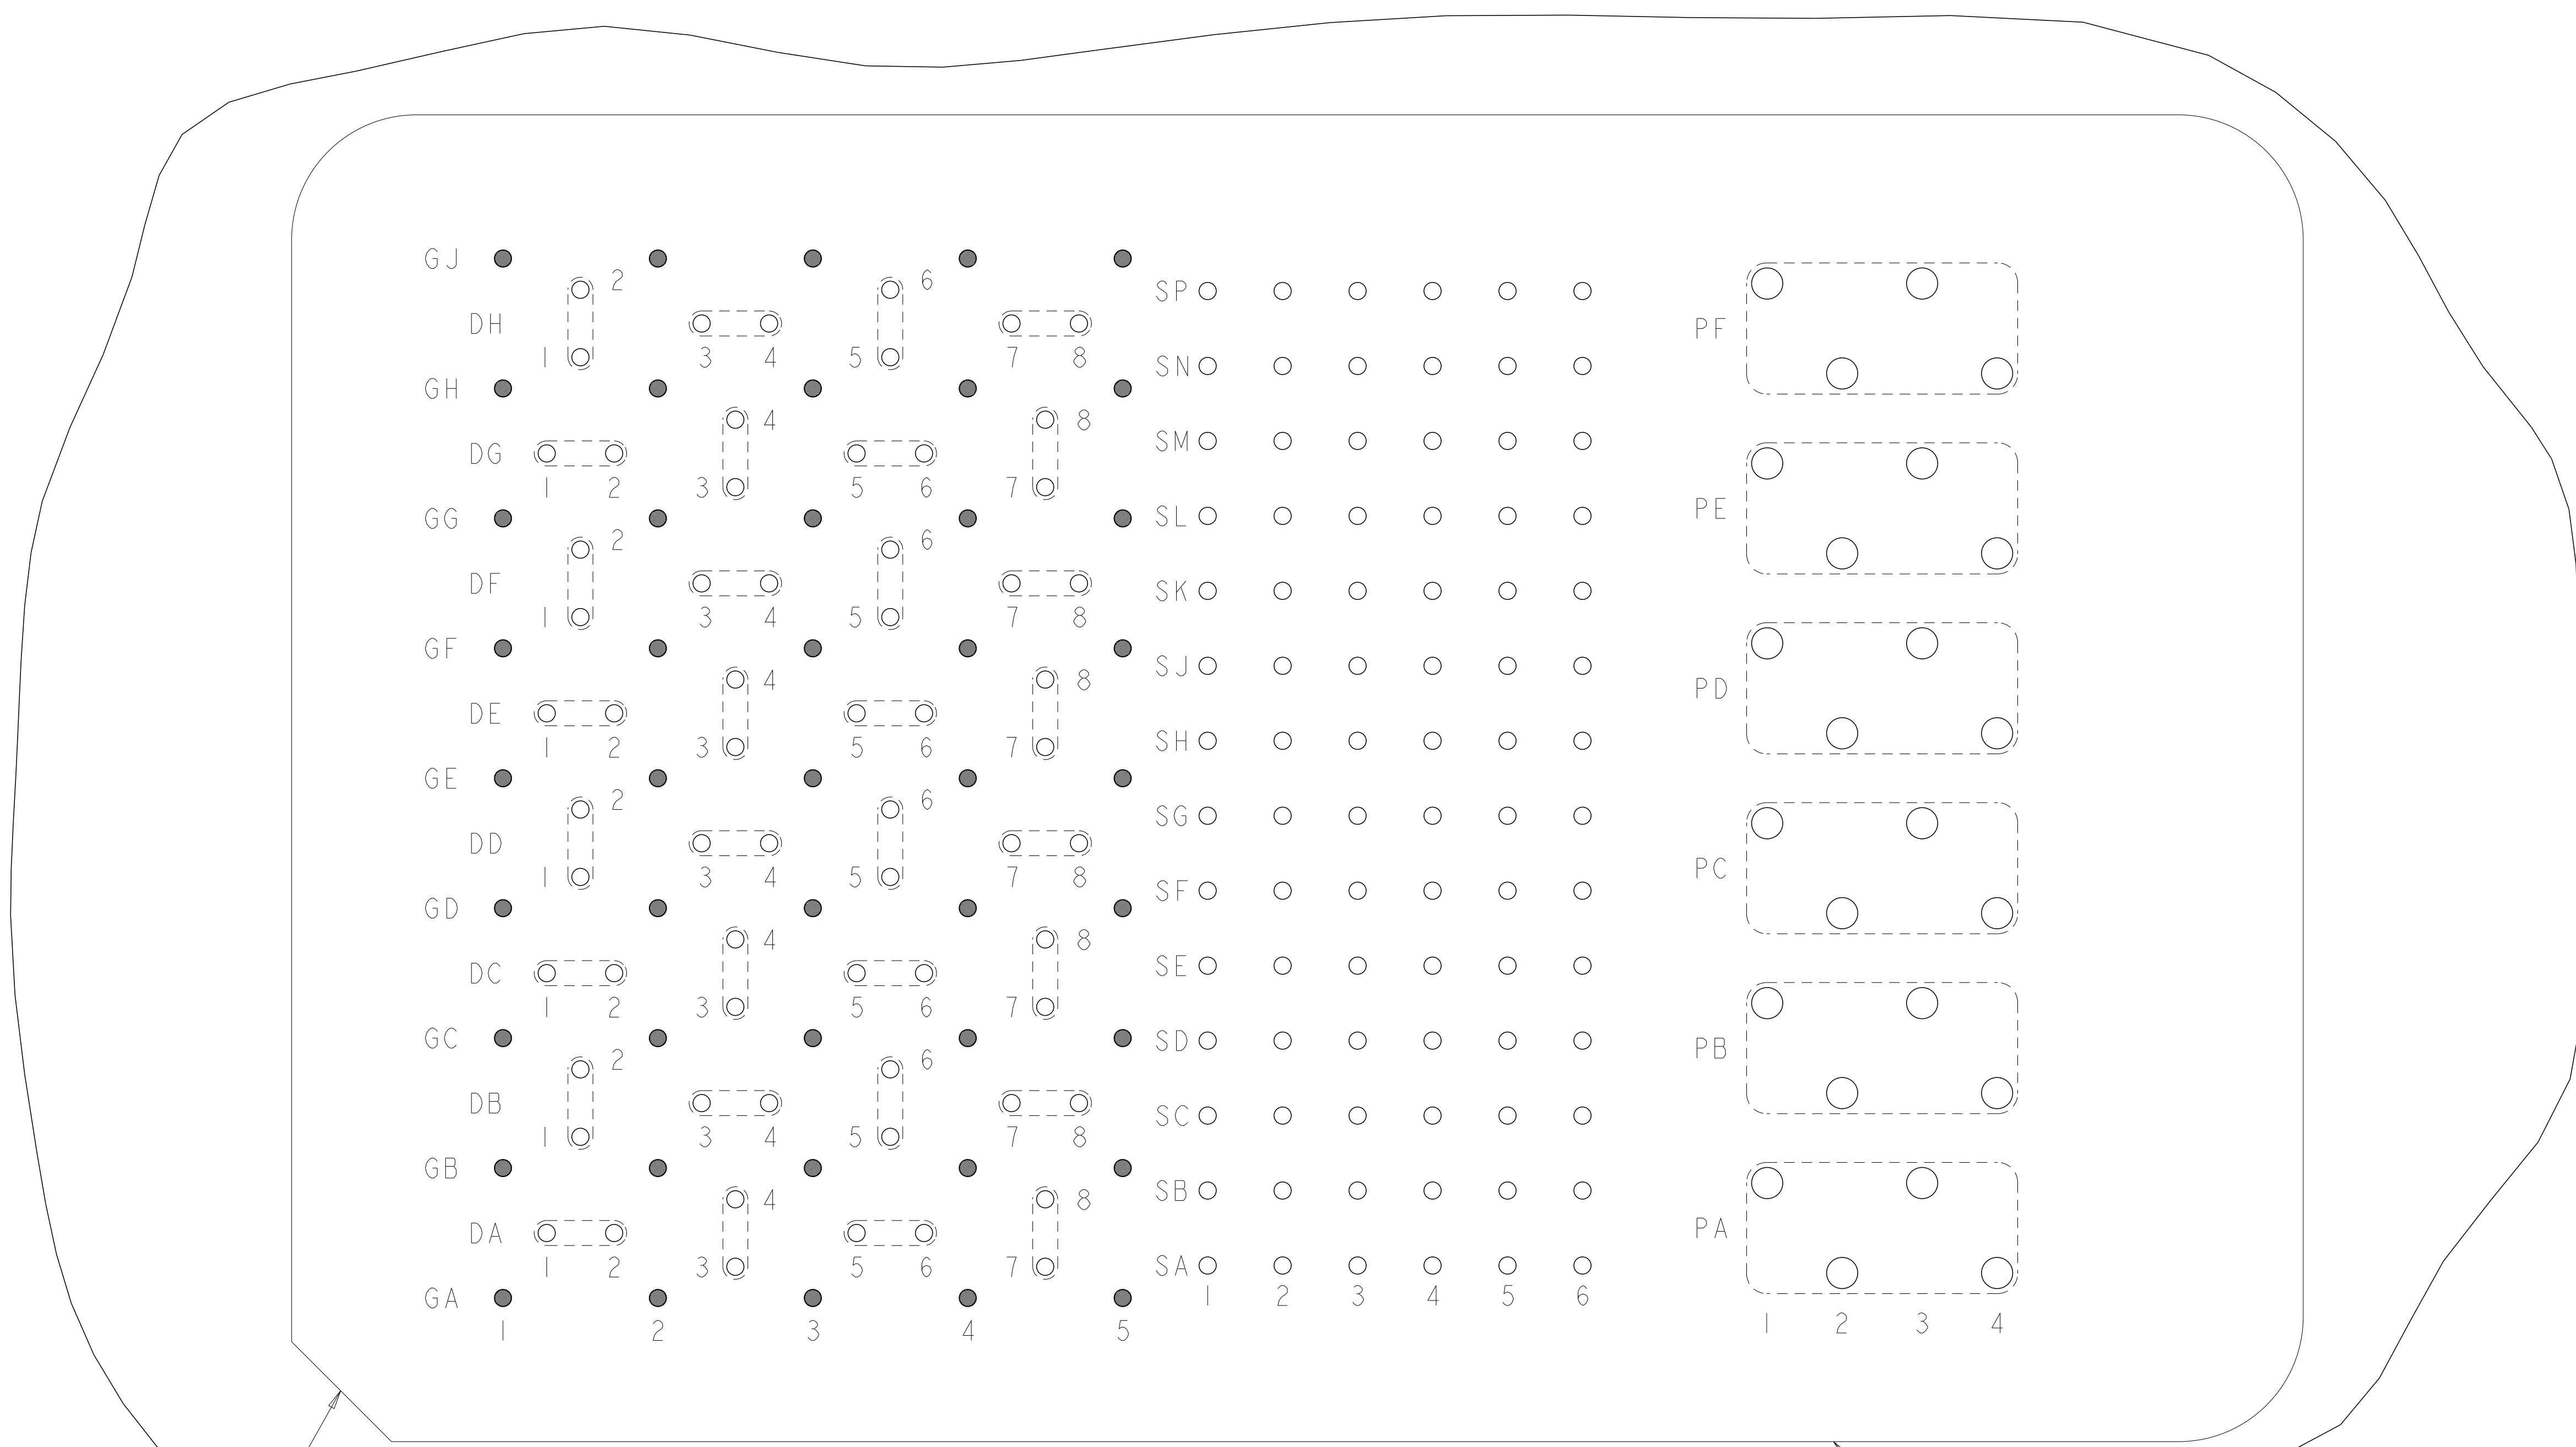 GJ
2 6
SP
DH PF
1 3 4 5 7 8
SN
GH
4 8
SM
DG
1 2 3 5 6 7
PE
SL
GG
2 6
DF
SK
1 3 4 5 7 8
GF
SJ
4 8
PD
DE
SH
1 2 3 5 6 7
GE
2 6
SG
DD
PC
1 3 4 5 7 8
SF
GD
4 8
SE
DC
1 2 3 5 6 7
GC SD
PB
2 6
DB
SC
1 3 4 5 7 8
GB
SB
4 8
PA
DA
1 2 3 5 6 7
SA
GA 1 2 3 4 5 6
1 2 3 4 5 1 2 3 4